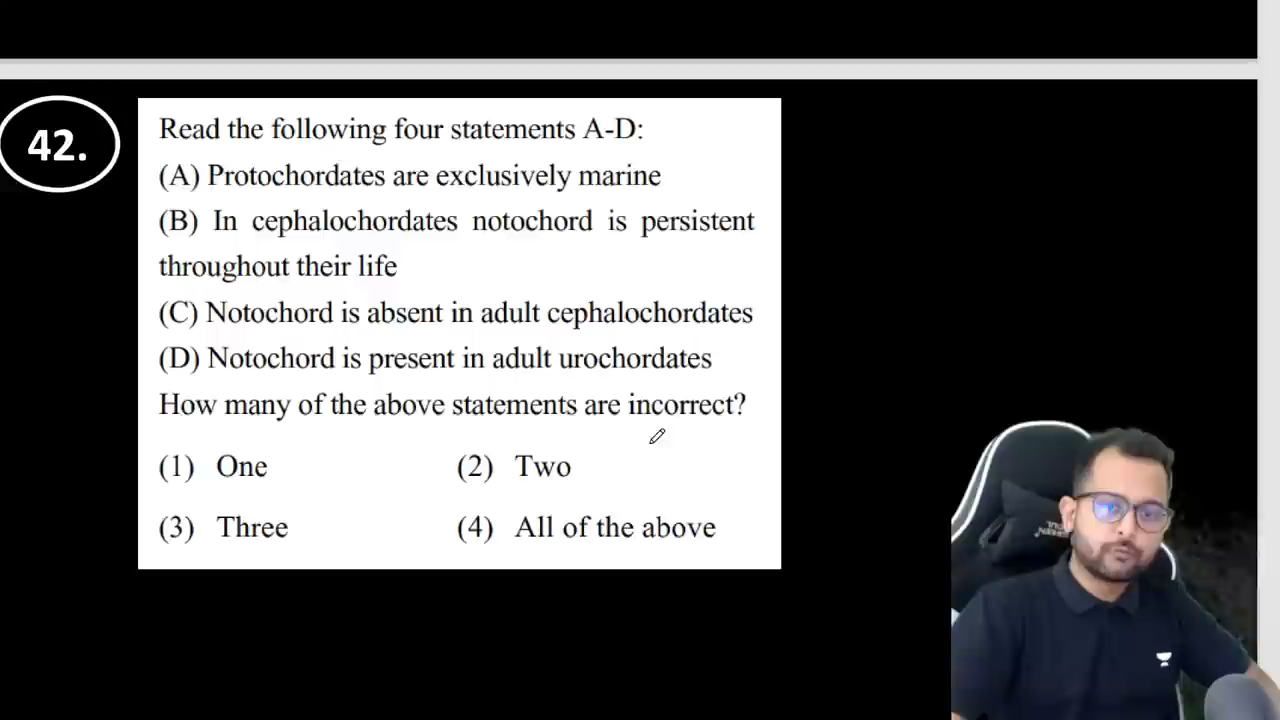 42.
Read the following four statements A-D:
(A) Protochordates are exclusively marine
(B) In cephalochordates notochord is persistent
throughout their life
(C) Notochord is absent in adult cephalochordates
(D) Notochord is present in adult urochordates
How many of the above statements are incorrect?
(1) One (2) Two
(3) Three (4) All of the above